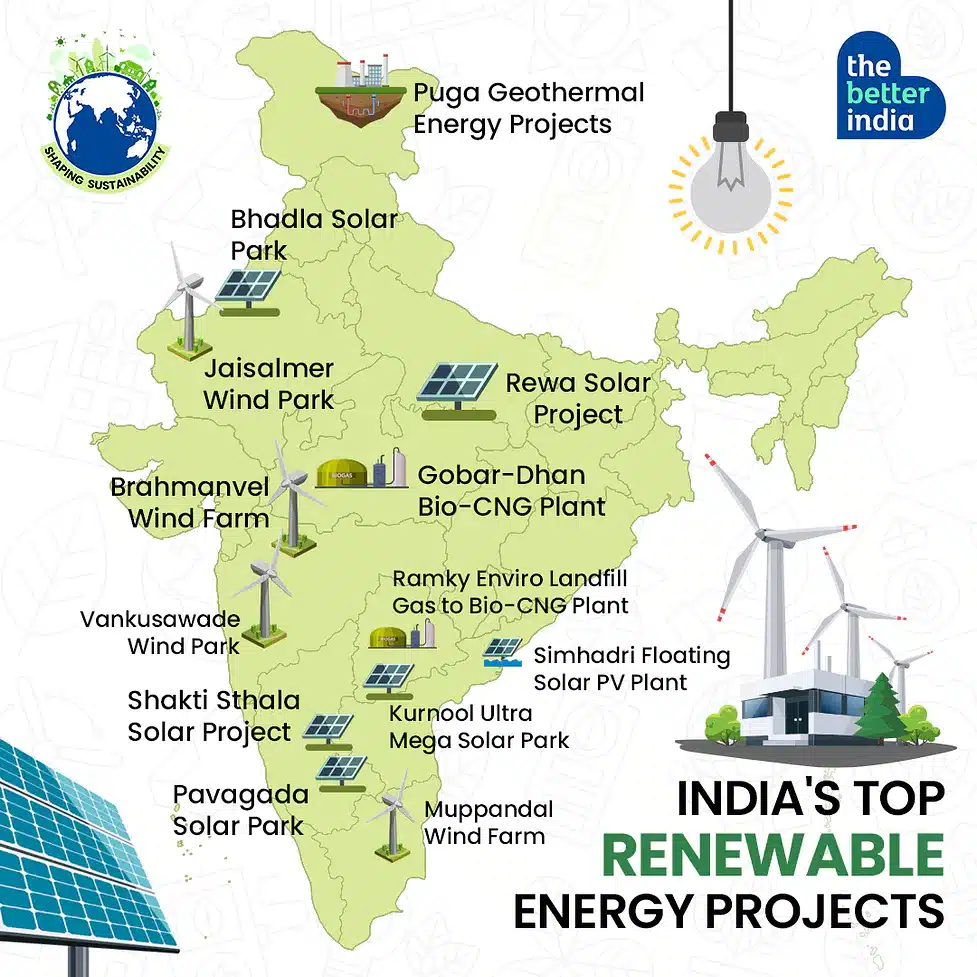 SHAPING SUSTAINABILITY
the
better
india
Puga Geothermal
Energy Projects
Bhadla Solar
Park
Jaisalmer
Wind Park
Rewa Solar
Project
Brahmanvel
Wind Farm
BIOGAS
Gobar-Dhan
Bio-CNG Plant
Ramky Enviro Landfill
Gas to Bio-CNG Plant
Vankusawade
Wind Park
BIOGAS
Simhadri Floating
Solar PV Plant
Shakti Sthala
Solar Project
Kurnool Ultra
Mega Solar Park
Pavagada
Solar Park
Muppandal
Wind Farm
INDIA'S TOP
RENEWABLE
ENERGY PROJECTS